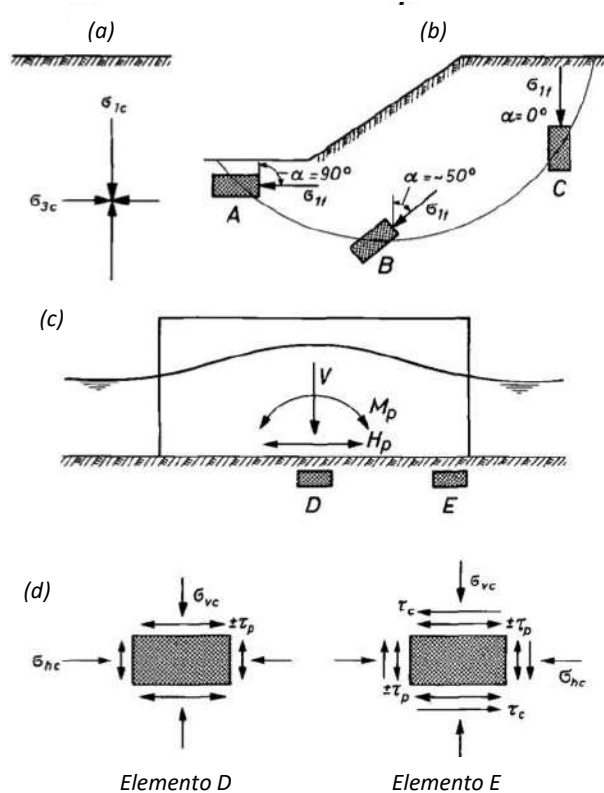 (a)
(b)
σ1c
σ3c
α=90°
σ1f
A
α=~50°
σ1f
B
σ1f
α=0°
C
(c)
V
Mp
Hp
D
E
(d)
σvc
±τp
σhc
σvc
τc
±τp
±τp
σhc
τc
Elemento D
Elemento E